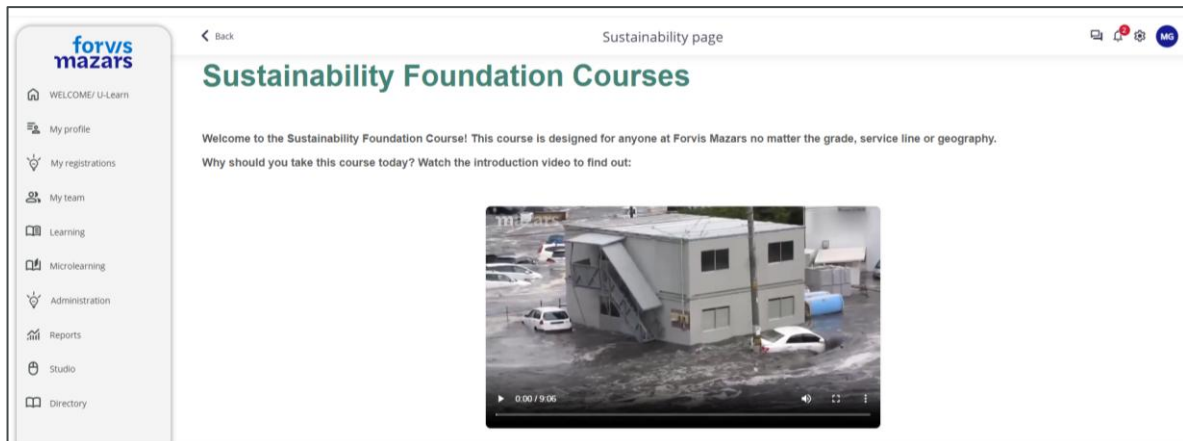 forvis
mazars
WELCOME/ U-Learn
My profile
My registrations
My team
Learning
Microlearning
Administration
Reports
Studio
Directory
Back
Sustainability page
2
MG
Sustainability Foundation Courses
Welcome to the Sustainability Foundation Course! This course is designed for anyone at Forvis Mazars no matter the grade, service line or geography.
Why should you take this course today? Watch the introduction video to find out:
mazars
0:00 / 9:06